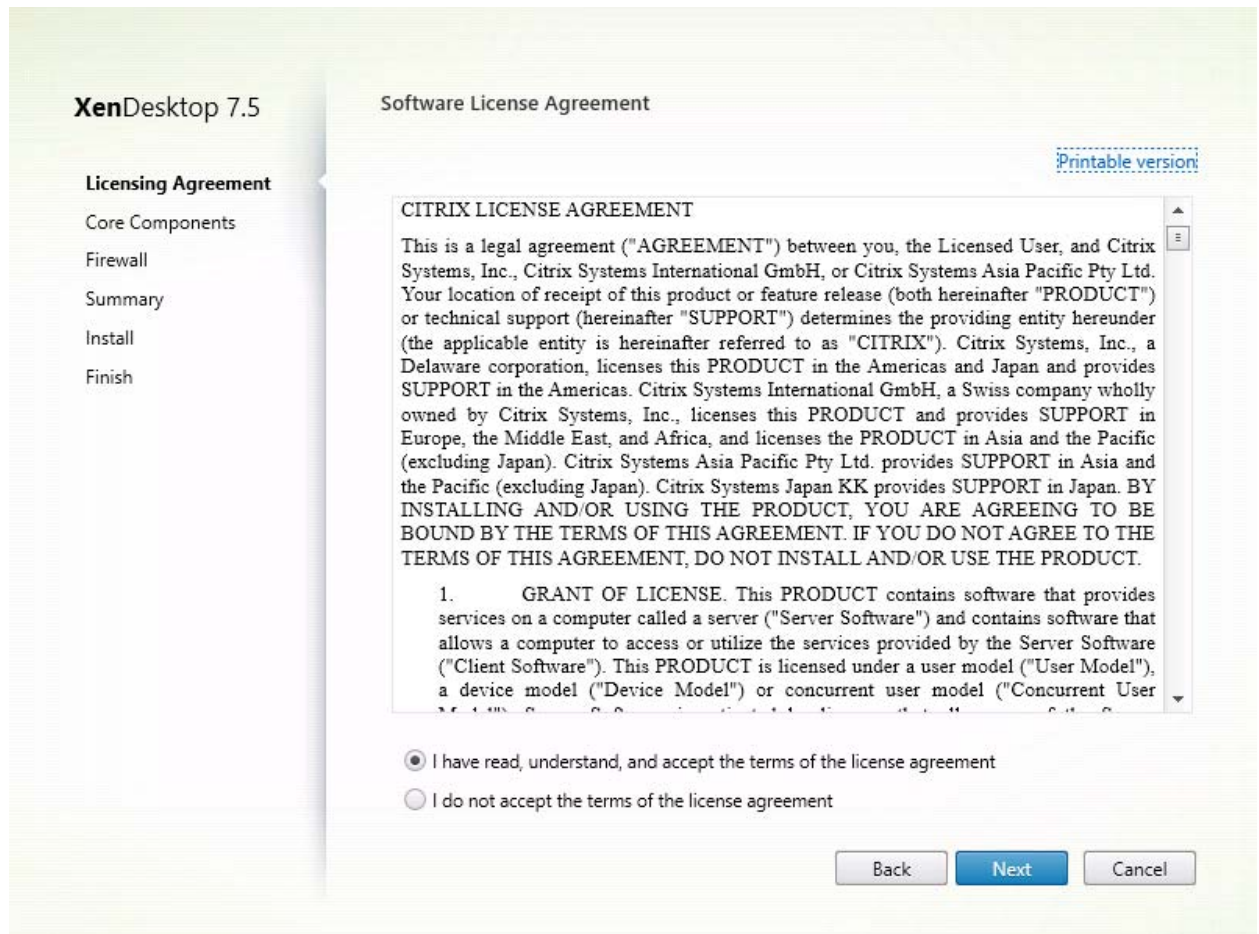 XenDesktop 7.5
Licensing Agreement
Core Components
Firewall
Summary
Install
Finish
Software License Agreement
Printable version
CITRIX LICENSE AGREEMENT
This is a legal agreement ("AGREEMENT") between you, the Licensed User, and Citrix
Systems, Inc., Citrix Systems International GmbH, or Citrix Systems Asia Pacific Pty Ltd.
Your location of receipt of this product or feature release (both hereinafter "PRODUCT")
or technical support (hereinafter "SUPPORT") determines the providing entity hereunder
(the applicable entity is hereinafter referred to as "CITRIX"). Citrix Systems, Inc., a
Delaware corporation, licenses this PRODUCT in the Americas and Japan and provides
SUPPORT in the Americas. Citrix Systems International GmbH, a Swiss company wholly
owned by Citrix Systems, Inc., licenses this PRODUCT and provides SUPPORT in
Europe, the Middle East, and Africa, and licenses the PRODUCT in Asia and the Pacific
(excluding Japan). Citrix Systems Asia Pacific Pty Ltd. provides SUPPORT in Asia and
the Pacific (excluding Japan). Citrix Systems Japan KK provides SUPPORT in Japan. BY
INSTALLING AND/OR USING THE PRODUCT, YOU ARE AGREEING TO BE
BOUND BY THE TERMS OF THIS AGREEMENT. IF YOU DO NOT AGREE TO THE
TERMS OF THIS AGREEMENT, DO NOT INSTALL AND/OR USE THE PRODUCT.
1. GRANT OF LICENSE. This PRODUCT contains software that provides
services on a computer called a server ("Server Software") and contains software that
allows a computer to access or utilize the services provided by the Server Software
("Client Software"). This PRODUCT is licensed under a user model ("User Model"),
a device model ("Device Model") or concurrent user model ("Concurrent User
I have read, understand, and accept the terms of the license agreement
I do not accept the terms of the license agreement
Back
Next
Cancel